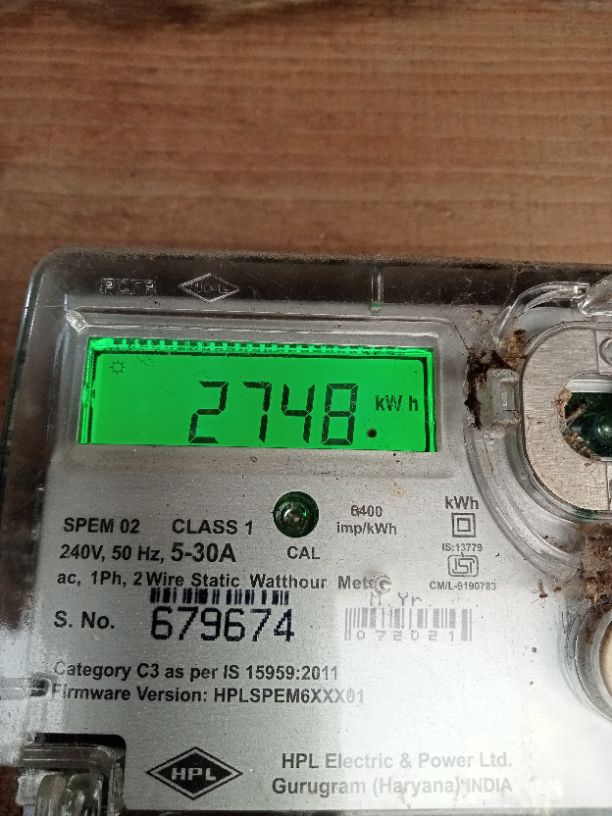 2748 kWh
6400
imp/kWh
kWh
SPEM 02 CLASS 1
240V, 50 Hz, 5-30A
CAL
IS:13779
CM/L-9190783
ac, 1Ph, 2 Wire Static Watthour Meter
M. Yr.
S. No. 679674
072021
Category C3 as per IS 15959:2011
Firmware Version: HPLSPEM6XXX01
HPL
HPL Electric & Power Ltd.
Gurugram (Haryana) INDIA